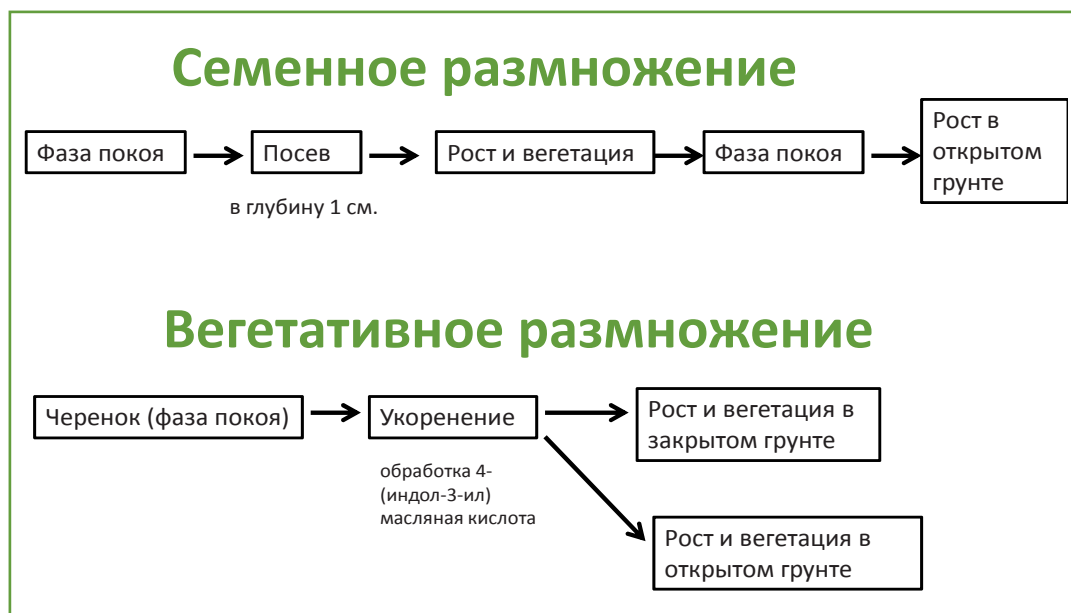 Семенное размножение
Фаза покоя
Посев
Рост и вегетация
Фаза покоя
Рост в
открытом
грунте
в глубину 1 см.
Вегетативное размножение
Черенок (фаза покоя)
Укоренение
Рост и вегетация в
закрытом грунте
обработка 4-
(индол-3-ил)
масляная кислота
Рост и вегетация в
открытом грунте